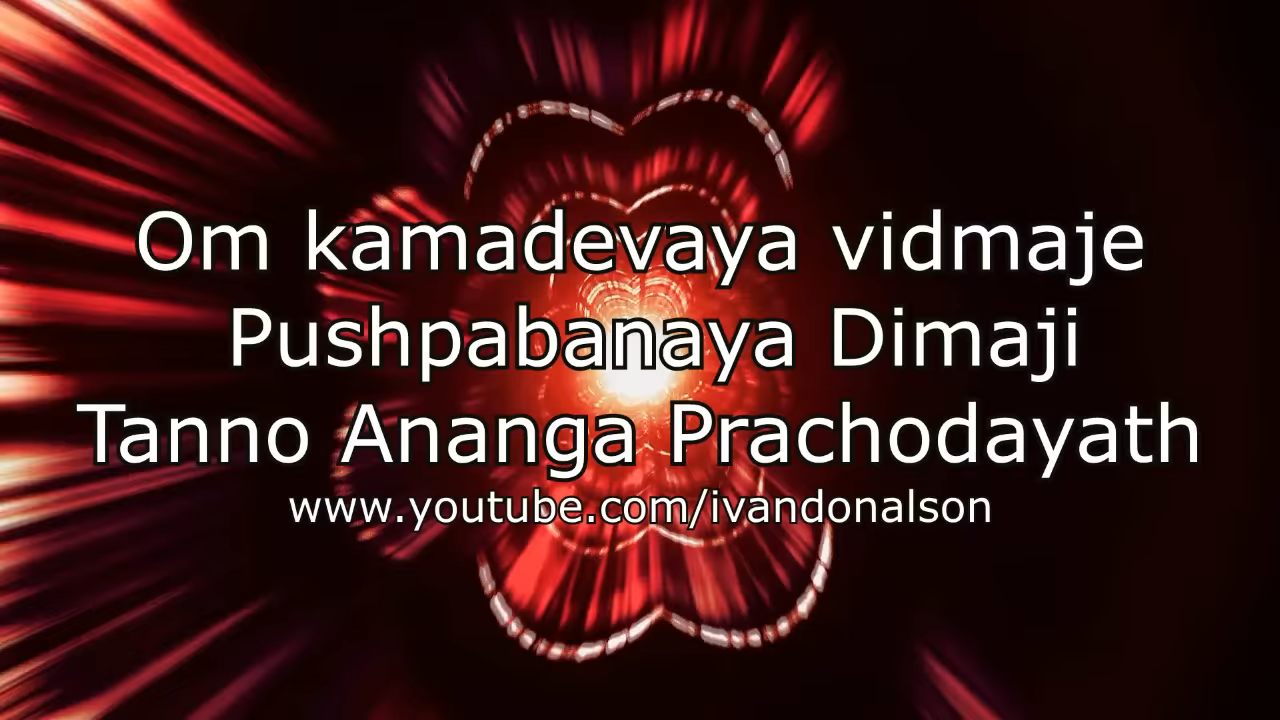 Om kamadevaya vidmaje
Pushpabanaya Dimaji
Tanno Ananga Prachodayath
www.youtube.com/ivandonalson